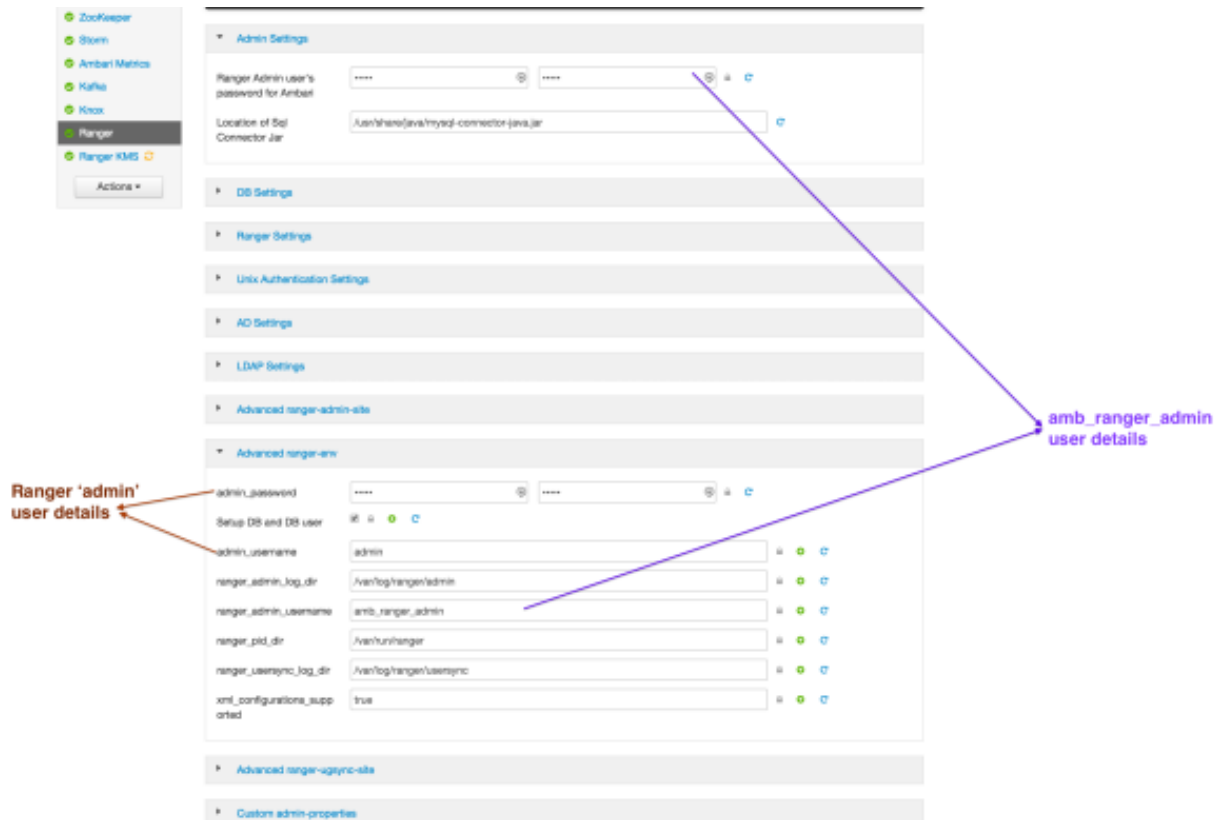 ZooKeeper
Storm
Ambari Metrics
Kafka
Knox
Ranger
Ranger KMS
Actions
Admin Settings
Ranger Admin user's
password for Ambari
Location of Sql
Connector Jar
/usr/share/java/mysql-connector-java.jar
DB Settings
Ranger Settings
Unix Authentication Settings
AD Settings
LDAP Settings
Advanced ranger-admin-site
Advanced ranger-env
admin_password
Setup DB and DB user
admin_username
admin
ranger_admin_log_dir
/var/log/ranger/admin
ranger_admin_username
amb_ranger_admin
ranger_pid_dir
/var/run/ranger
ranger_usersync_log_dir
/var/log/ranger/usersync
xml_configurations_supp
orted
true
Advanced ranger-ugsync-site
Custom admin-properties
Ranger ‘admin’
user details
amb_ranger_admin
user details